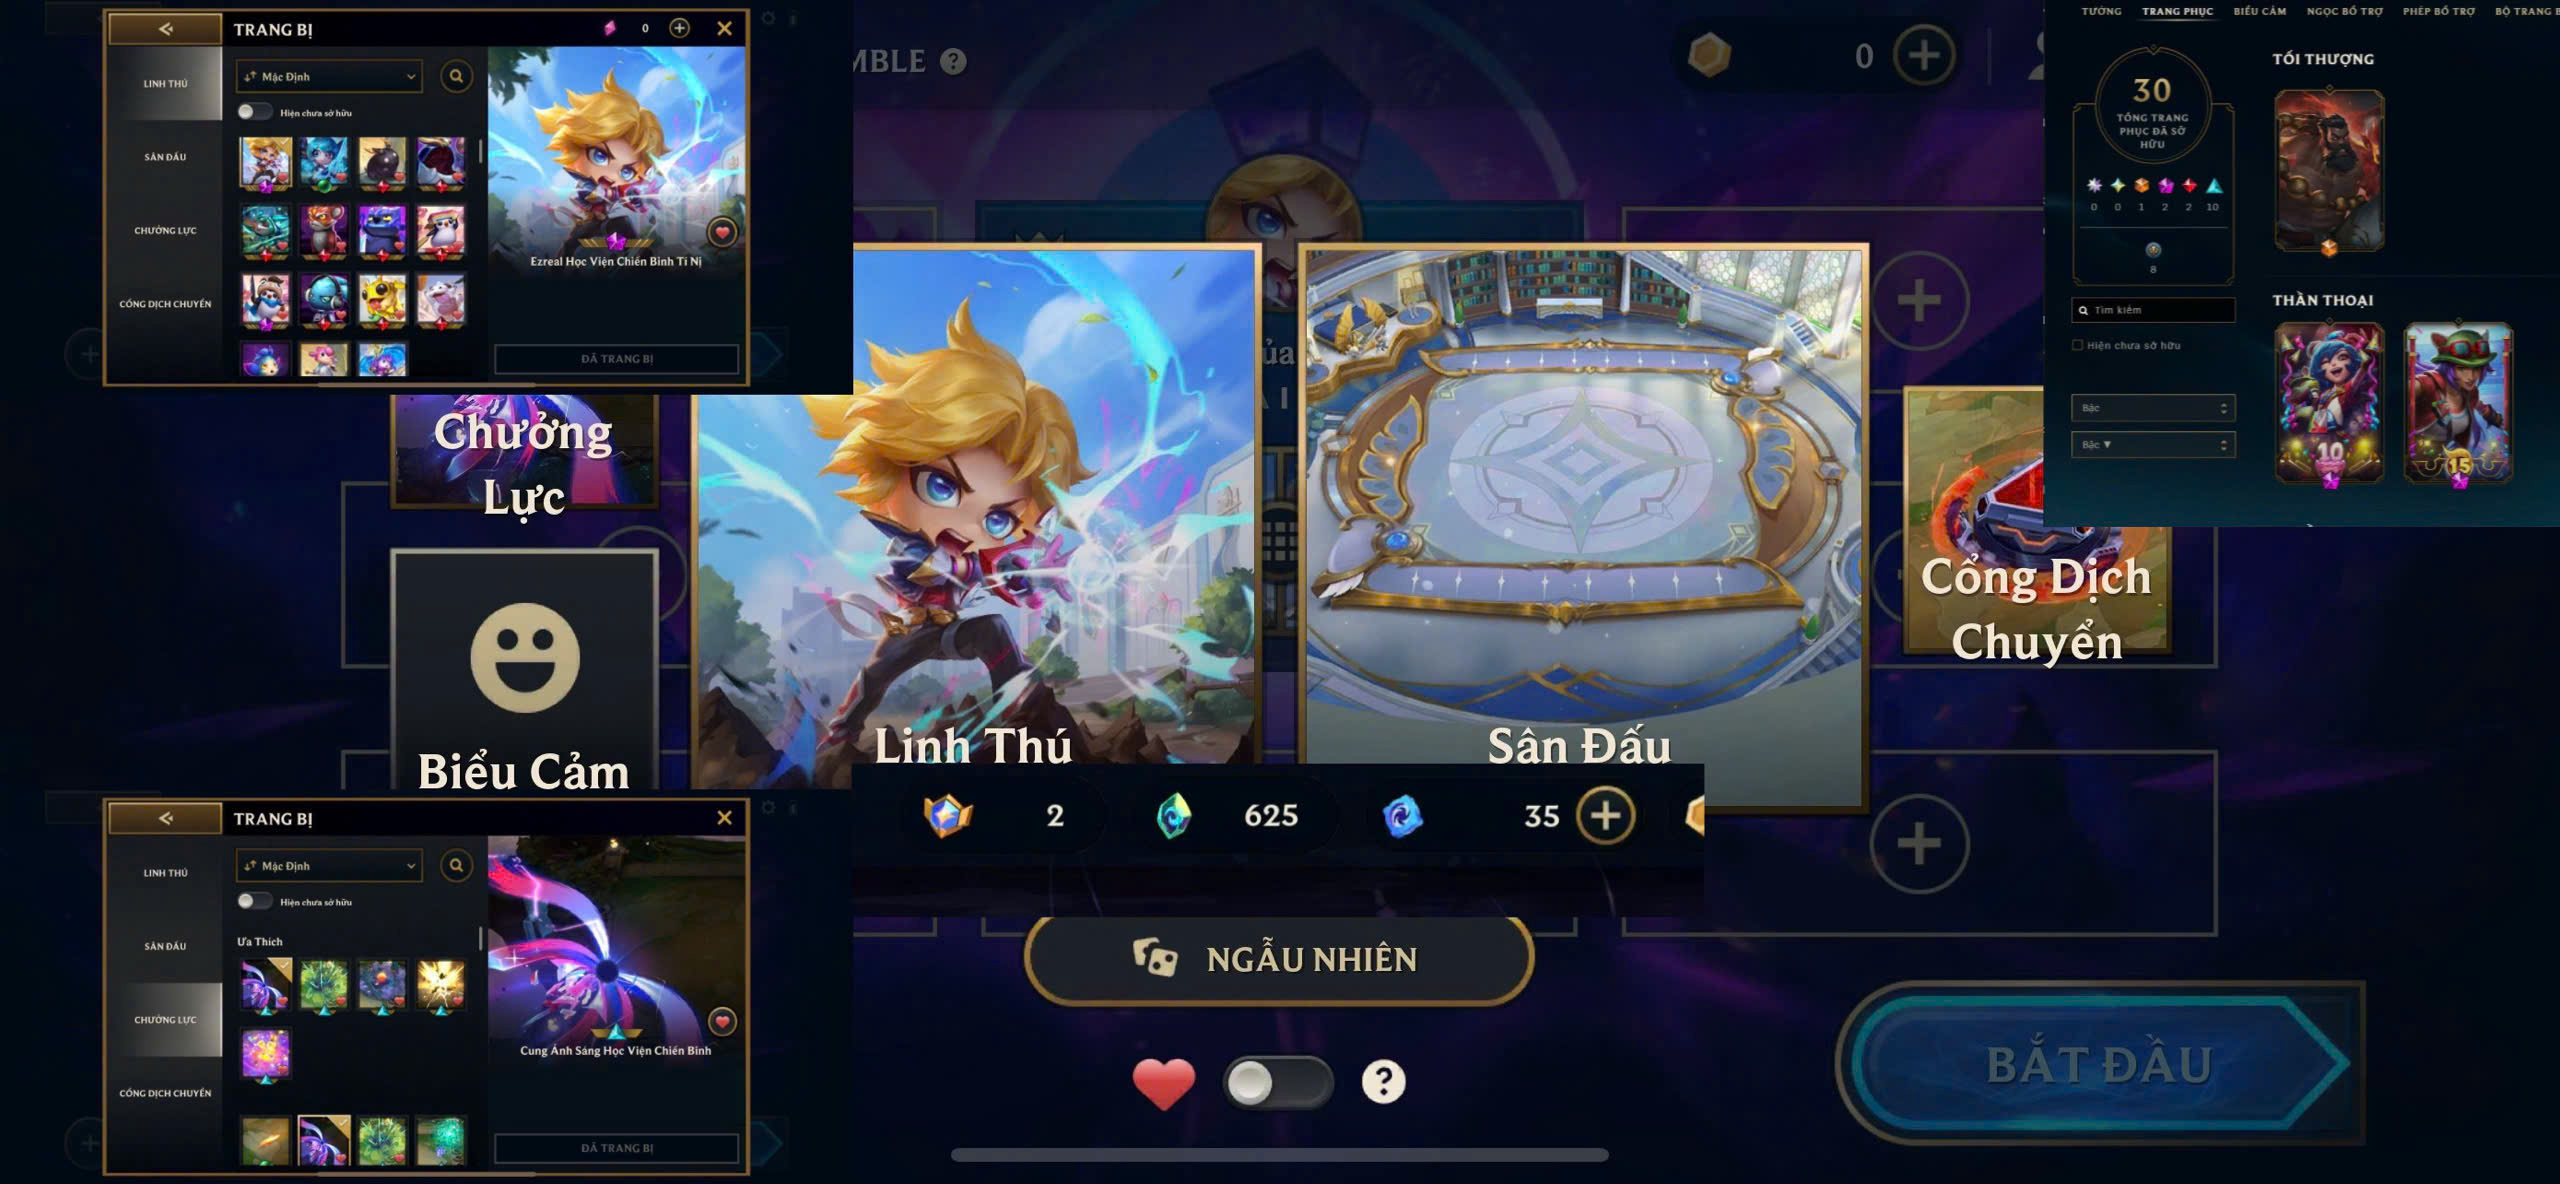 TRANG BỊ
0
LINH THÚ
Mặc Định
Hiện chưa sở hữu
SÂN ĐẤU
CHƯỞNG LỰC
CỔNG DỊCH CHUYỂN
Ezreal Học Viện Chiến Binh Tí Nị
ĐÃ TRANG BỊ
MBLE ?
0
TƯỚNG TRANG PHỤC BIỂU CẢM NGỌC BỔ TRỢ PHÉP BỔ TRỢ BỘ TRANG B
30
TỔNG TRANG
PHỤC ĐÃ SỞ
HỮU
0 0 1 2 2 10
8
Tìm kiếm
Hiện chưa sở hữu
Bậc
Bậc ▼
TỐI THƯỢNG
THẦN THOẠI
10
15
ủa
A I
Chưởng
Lực
Biểu Cảm
Linh Thú
Sân Đấu
Cổng Dịch
Chuyển
2 625 35
TRANG BỊ
LINH THÚ
Mặc Định
Hiện chưa sở hữu
Ưa Thích
SÂN ĐẤU
CHƯỞNG LỰC
CỔNG DỊCH CHUYỂN
Cung Ánh Sáng Học Viện Chiến Binh
ĐÃ TRANG BỊ
NGẪU NHIÊN
?
BẮT ĐẦU